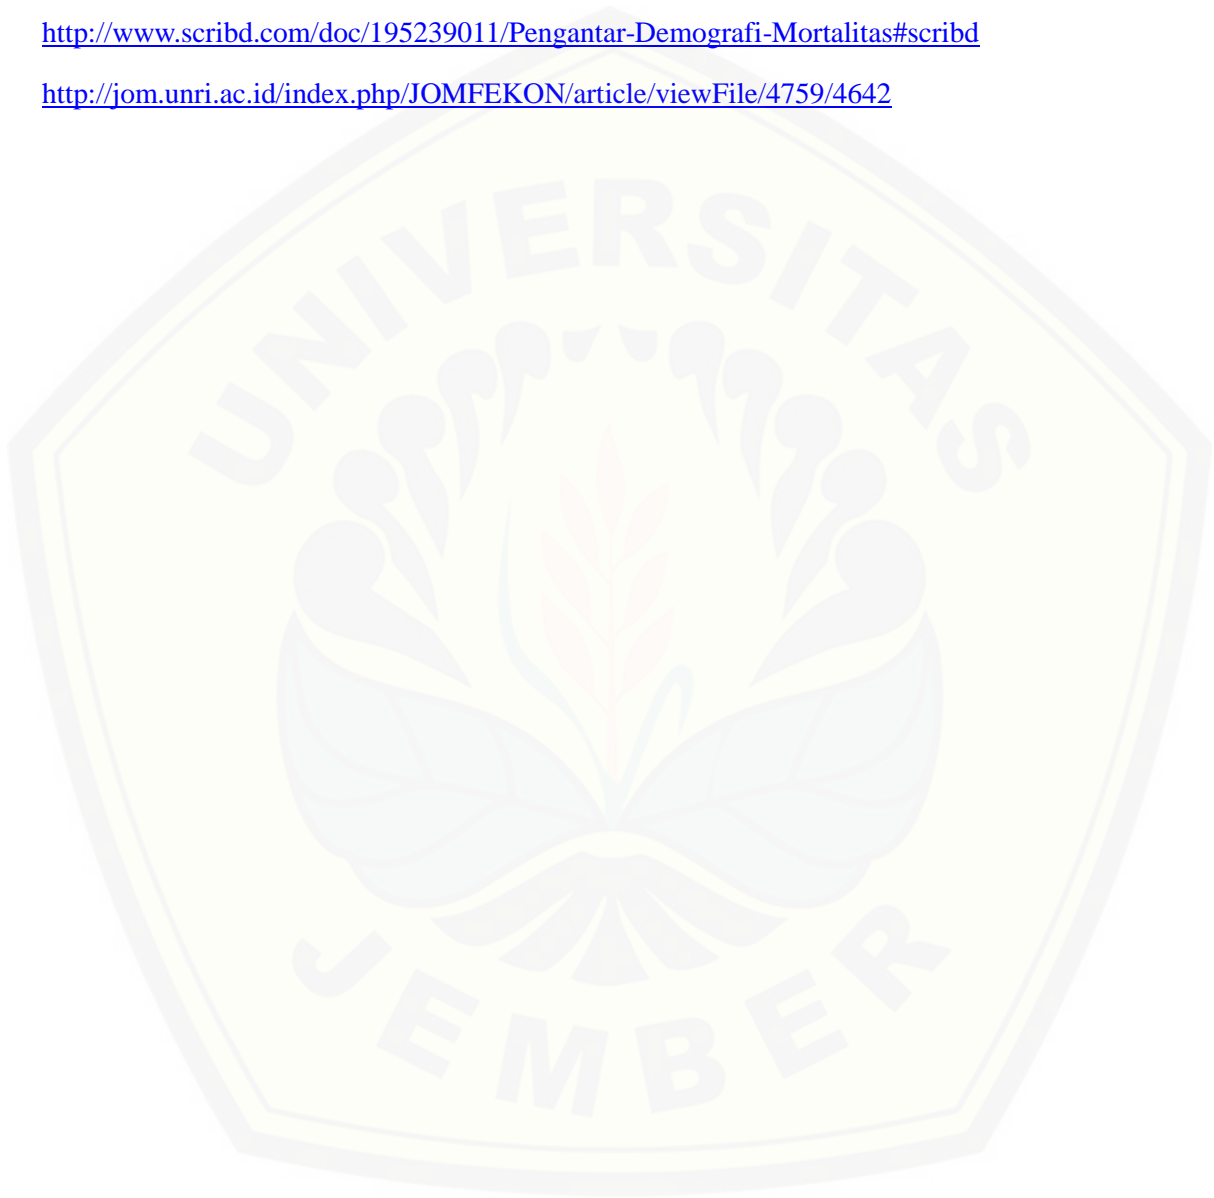 http://www.scribd.com/doc/195239011/Pengantar-Demografi-Mortalitas#scribd
http://jom.unri.ac.id/index.php/JOMFEKON/article/viewFile/4759/4642
UNIVERSITAS
JEMBER